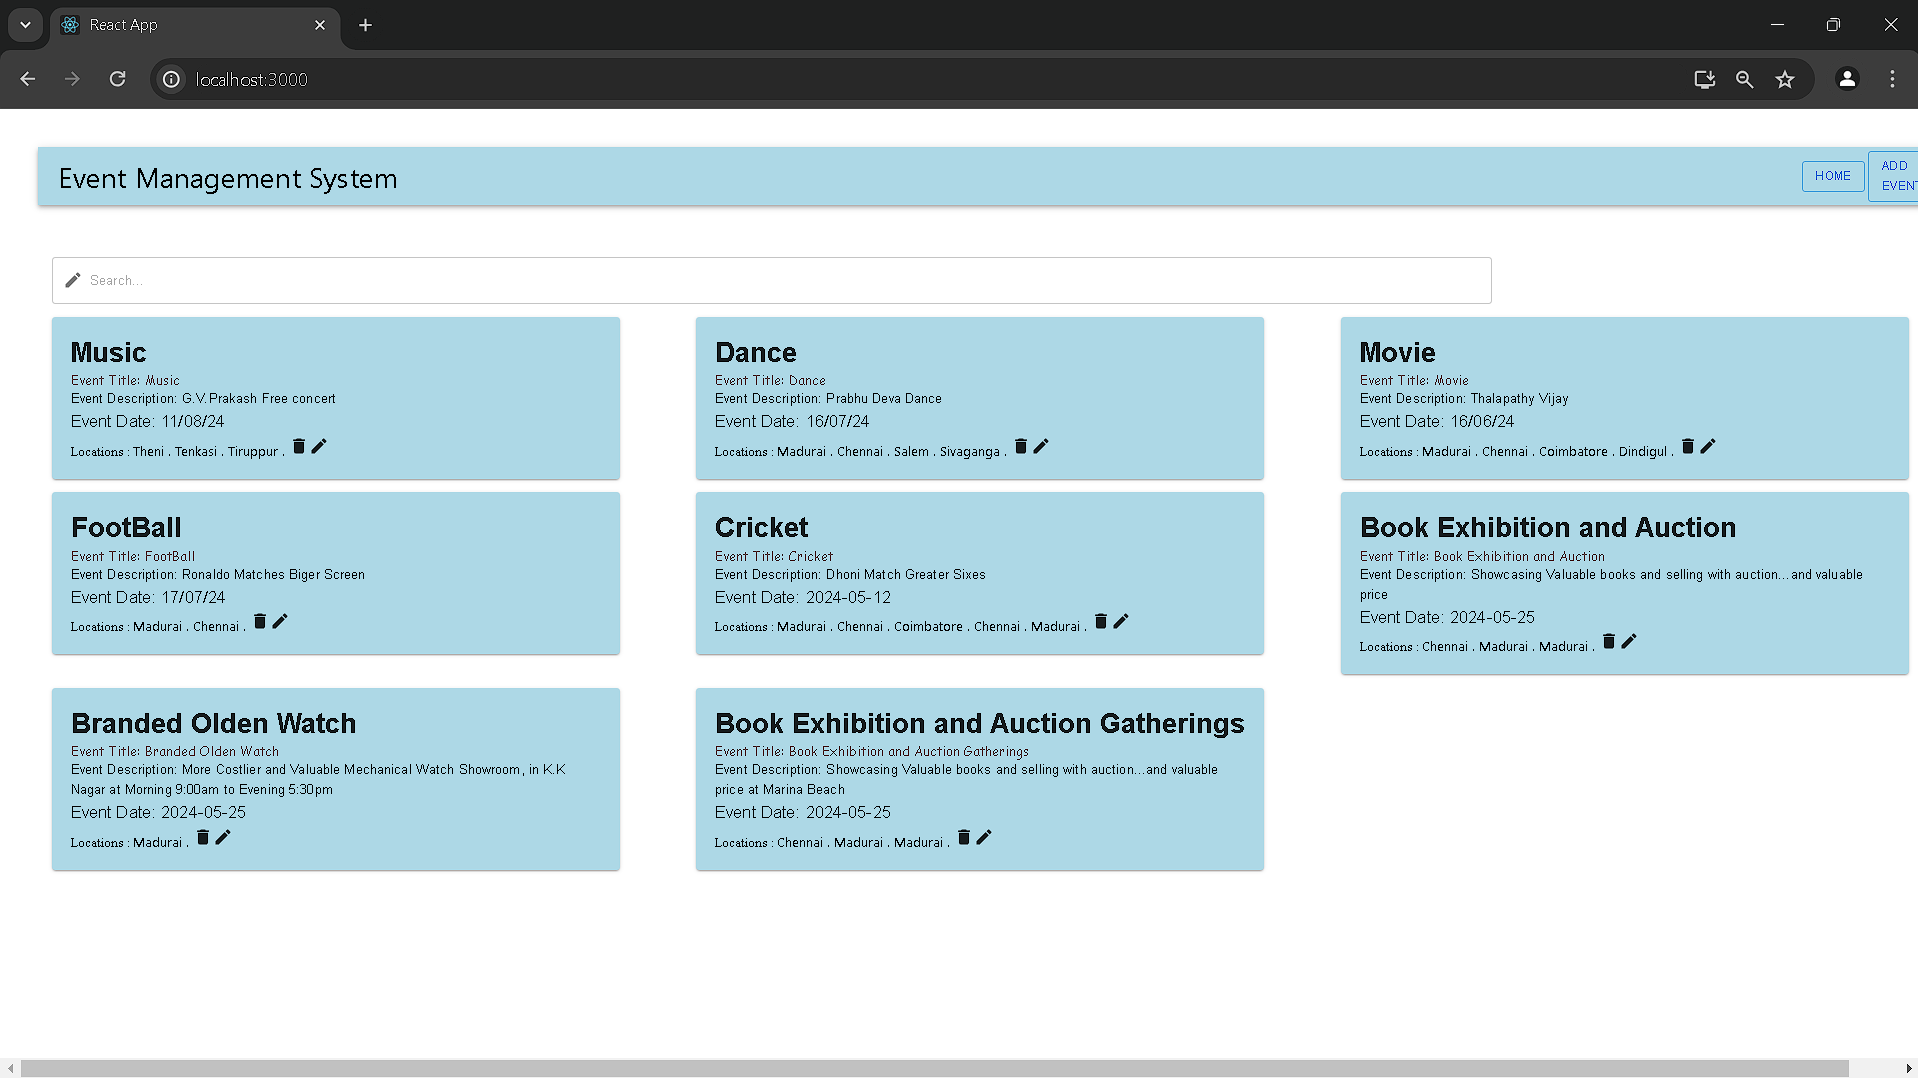 React App
localhost:3000
Event Management System
HOME
ADD
EVENT
Search...
Music
Event Title: Music
Event Description: G.V.Prakash Free concert
Event Date: 11/08/24
Locations : Theni . Tenkasi . Tiruppur .
Dance
Event Title: Dance
Event Description: Prabhu Deva Dance
Event Date: 16/07/24
Locations : Madurai . Chennai . Salem . Sivaganga .
Movie
Event Title: Movie
Event Description: Thalapathy Vijay
Event Date: 16/06/24
Locations : Madurai . Chennai . Coimbatore . Dindigul .
FootBall
Event Title: FootBall
Event Description: Ronaldo Matches Biger Screen
Event Date: 17/07/24
Locations : Madurai . Chennai .
Cricket
Event Title: Cricket
Event Description: Dhoni Match Greater Sixes
Event Date: 2024-05-12
Locations : Madurai . Chennai . Coimbatore . Chennai . Madurai .
Book Exhibition and Auction
Event Title: Book Exhibition and Auction
Event Description: Showcasing Valuable books and selling with auction...and valuable
price
Event Date: 2024-05-25
Locations : Chennai . Madurai . Madurai .
Branded Olden Watch
Event Title: Branded Olden Watch
Event Description: More Costlier and Valuable Mechanical Watch Showroom, in K.K
Nagar at Morning 9:00am to Evening 5:30pm
Event Date: 2024-05-25
Locations : Madurai .
Book Exhibition and Auction Gatherings
Event Title: Book Exhibition and Auction Gatherings
Event Description: Showcasing Valuable books and selling with auction...and valuable
price at Marina Beach
Event Date: 2024-05-25
Locations : Chennai . Madurai . Madurai .